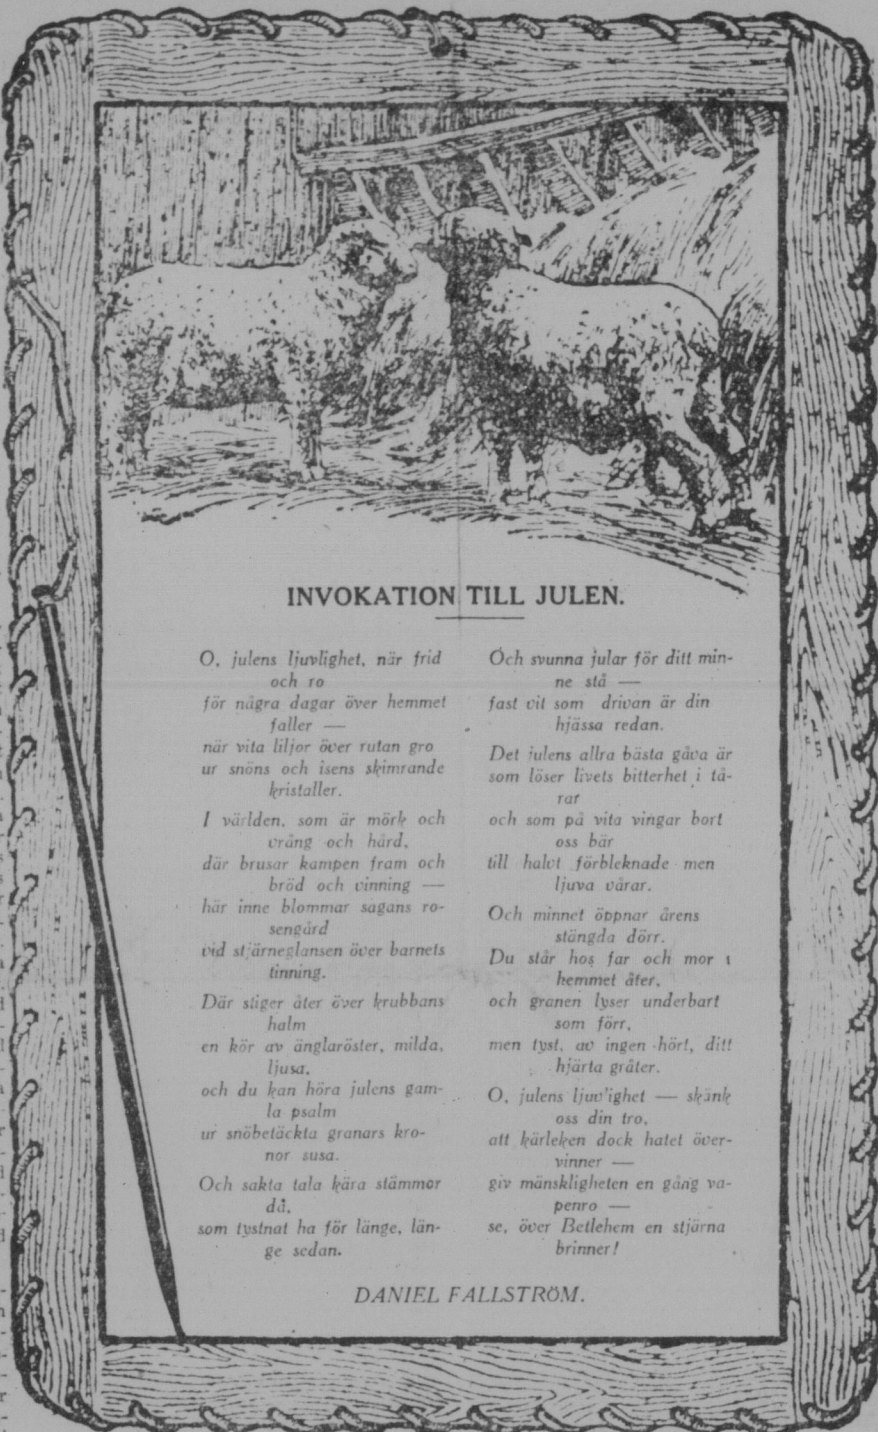 INVOKATION TILL JULEN.
O, julens ljuvlighet, när frid
och ro
för några dagar över hemmet
faller —
när vita liljor över rutan gro
ur snöns och isens skimrande
kristaller.
I världen, som är mörk och
vrång och hård,
där brusar kampen fram och
bröd och vinning —
här inne blommar sagans ro-
sengård
vid stjärneglansen över barnets
tinning.
Där stiger åter över krubbans
halm
en kör av änglaröster, milda,
ljusa,
och du kan höra julens gam-
la psalm
ur snöbetäckta granars kro-
nor susa.
Och sakta tala kära stämmor
då,
som tystnat ha för länge, län-
ge sedan.
Och svunna jular för ditt min-
ne stå —
fast vit som drivan är din
hjässa redan.
Det julens allra bästa gåva är
som löser livets bitterhet i tå-
rar
och som på vita vingar bort
oss bär
till halvt förbleknade men
ljuva vårar.
Och minnet öppnar årens
stängda dörr.
Du står hos far och mor i
hemmet åter,
och granen lyser underbart
som förr,
men tyst, av ingen hört, ditt
hjärta gråter.
O, julens ljuvlighet — skänk
oss din tro,
att kärleken dock hatet över-
vinner —
giv mänskligheten en gång va-
penro —
se, över Betlehem en stjärna
brinner!
DANIEL FALLSTRÖM.